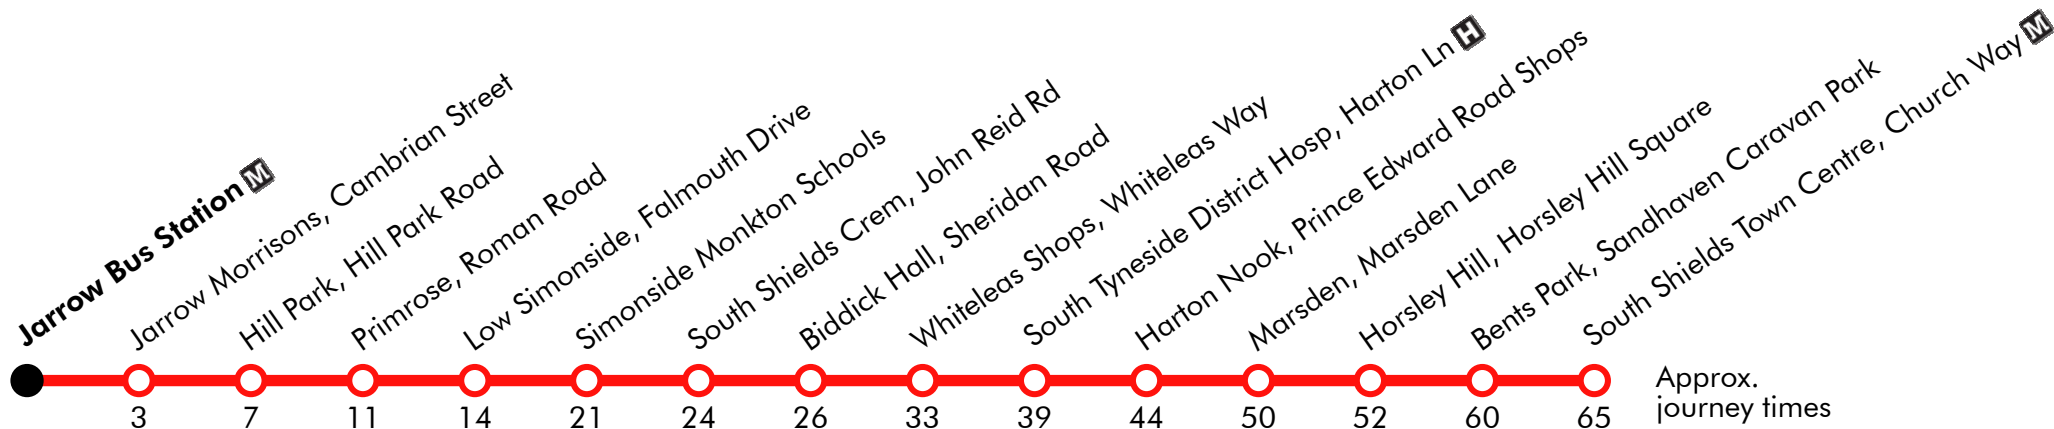 Jarrow Bus Station M
Jarrow Morrisons, Cambrian Street
Hill Park, Hill Park Road
Primrose, Roman Road
Low Simonside, Falmouth Drive
Simonside Monkton Schools
South Shields Crem, John Reid Rd
Biddick Hall, Sheridan Road
Whiteleas Shops, Whiteleas Way
South Tyneside District Hosp, Harton Ln H
Harton Nook, Prince Edward Road Shops
Marsden, Marsden Lane
Horsley Hill, Horsley Hill Square
Bents Park, Sandhaven Caravan Park
South Shields Town Centre, Church Way M
3 7 11 14 21 24 26 33 39 44 50 52 60 65
Approx.
journey times